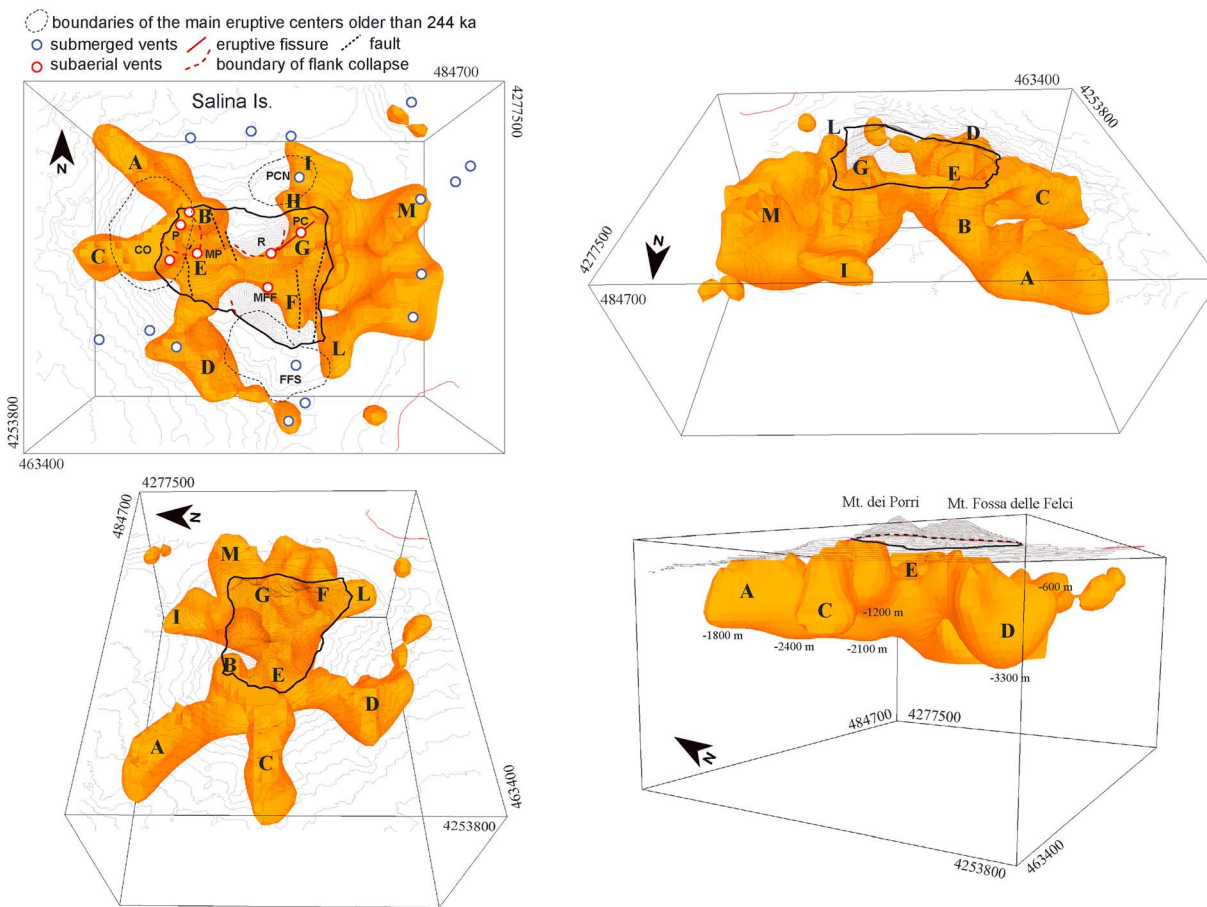 boundaries of the main eruptive centers older than 244 ka
submerged vents eruptive fissure fault
subaerial vents boundary of flank collapse
484700
4277500
Salina Is.
N
A
I
PCN
H
M
B
P
PC
R
G
CO
C
MP
E
MFF
F
L
D
FFS
4253800
463400
463400
4253800
L
D
G
E
C
M
B
I
A
N
4277500
484700
4277500
484700
N
M
G
F
L
I
B
E
D
A
C
463400
4253800
Mt. dei Porri Mt. Fossa delle Felci
E
A
-600 m
C
-1200 m
D
-1800 m
-2400 m
-2100 m
-3300 m
484700
4277500
N
4253800
463400